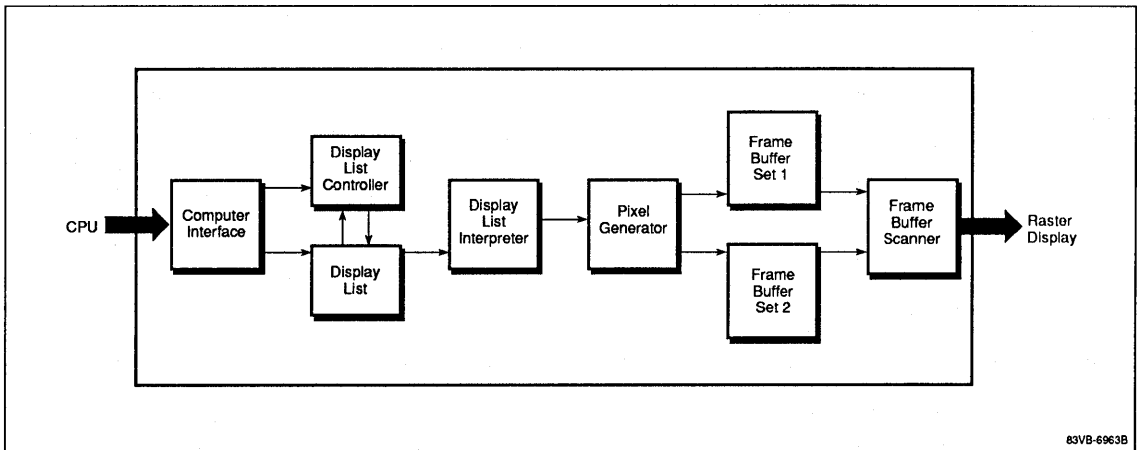 CPU
Computer
Interface
Display
List
Controller
Display
List
Display List
Interpreter
Pixel
Generator
Frame
Buffer
Set 1
Frame
Buffer
Set 2
Frame
Buffer
Scanner
Raster
Display
83VB-6963B